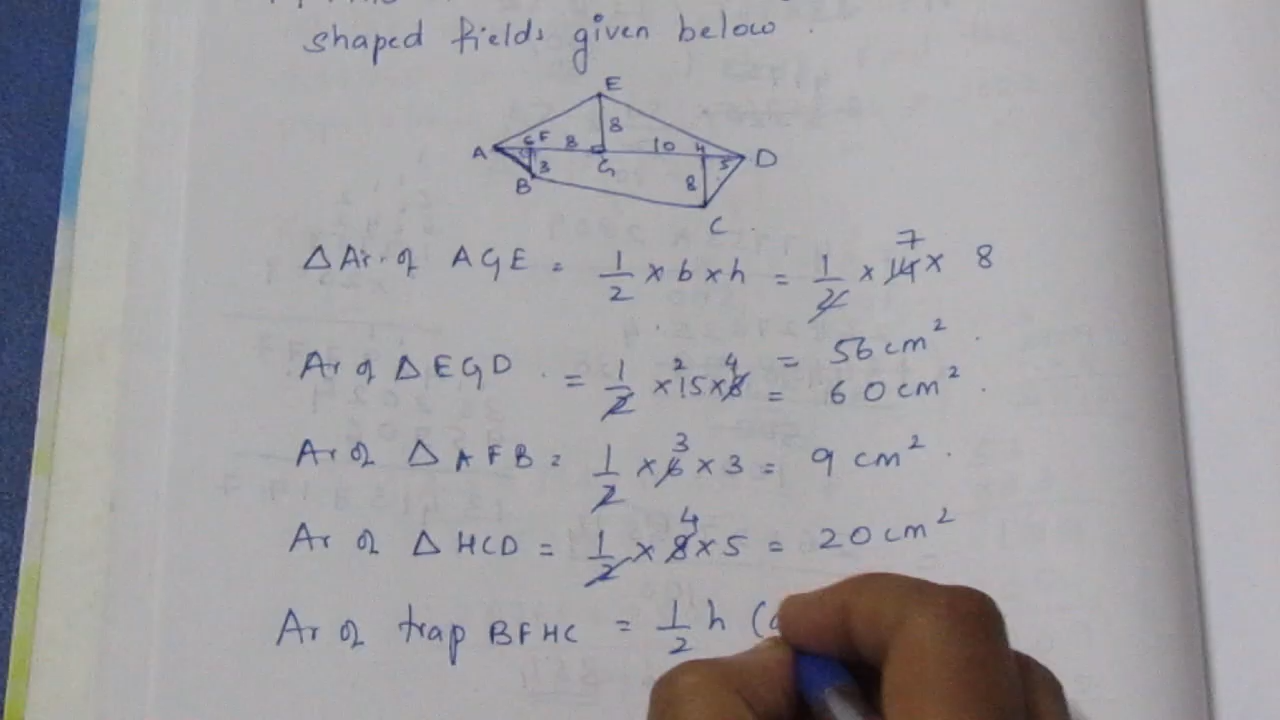 shaped fields given below.
E
8
A 6 F 8 10 H D
B 3 G 8 5
C
Δ Ar. of AGE = 1/2 × b × h = 1/2 × 14 7 × 8
= 56 cm².
Ar of Δ EGD = 1/2 × 2 15 × 8 4 = 60 cm².
Ar of Δ AFB = 1/2 × 6 3 × 3 = 9 cm².
Ar of Δ HCD = 1/2 × 8 4 × 5 = 20 cm²
Ar of trap BFHC = 1/2 h (